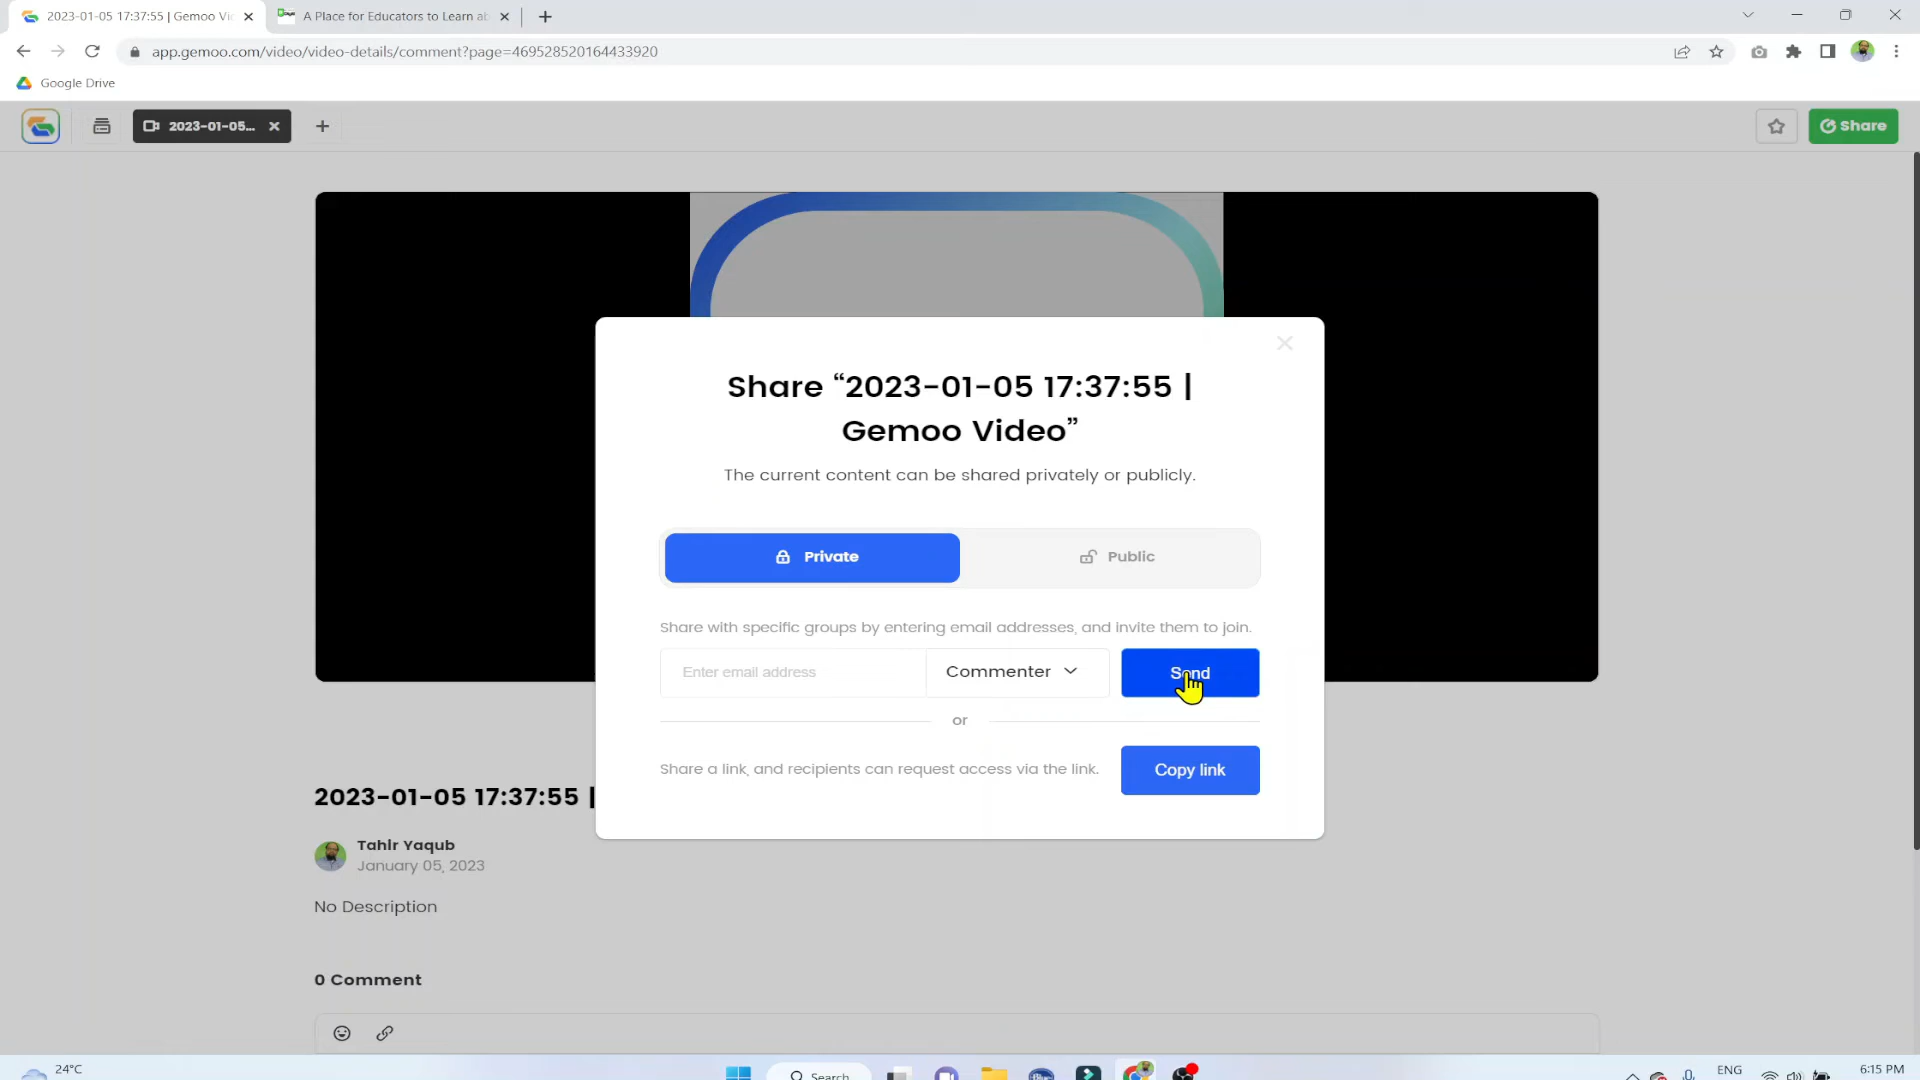 2023-01-05 17:37:55 | Gemoo Vi
A Place for Educators to Learn ab
app.gemoo.com/video/video-details/comment?page=469528520164433920
Google Drive
2023-01-05...
Share
Share “2023-01-05 17:37:55 |
Gemoo Video”
The current content can be shared privately or publicly.
Private
Public
Share with specific groups by entering email addresses, and invite them to join.
Enter email address
Commenter
Send
or
Share a link, and recipients can request access via the link.
Copy link
2023-01-05 17:37:55 |
TahIr Yaqub
January 05, 2023
No Description
0 Comment
24°C
Search
ENG
6:15 PM